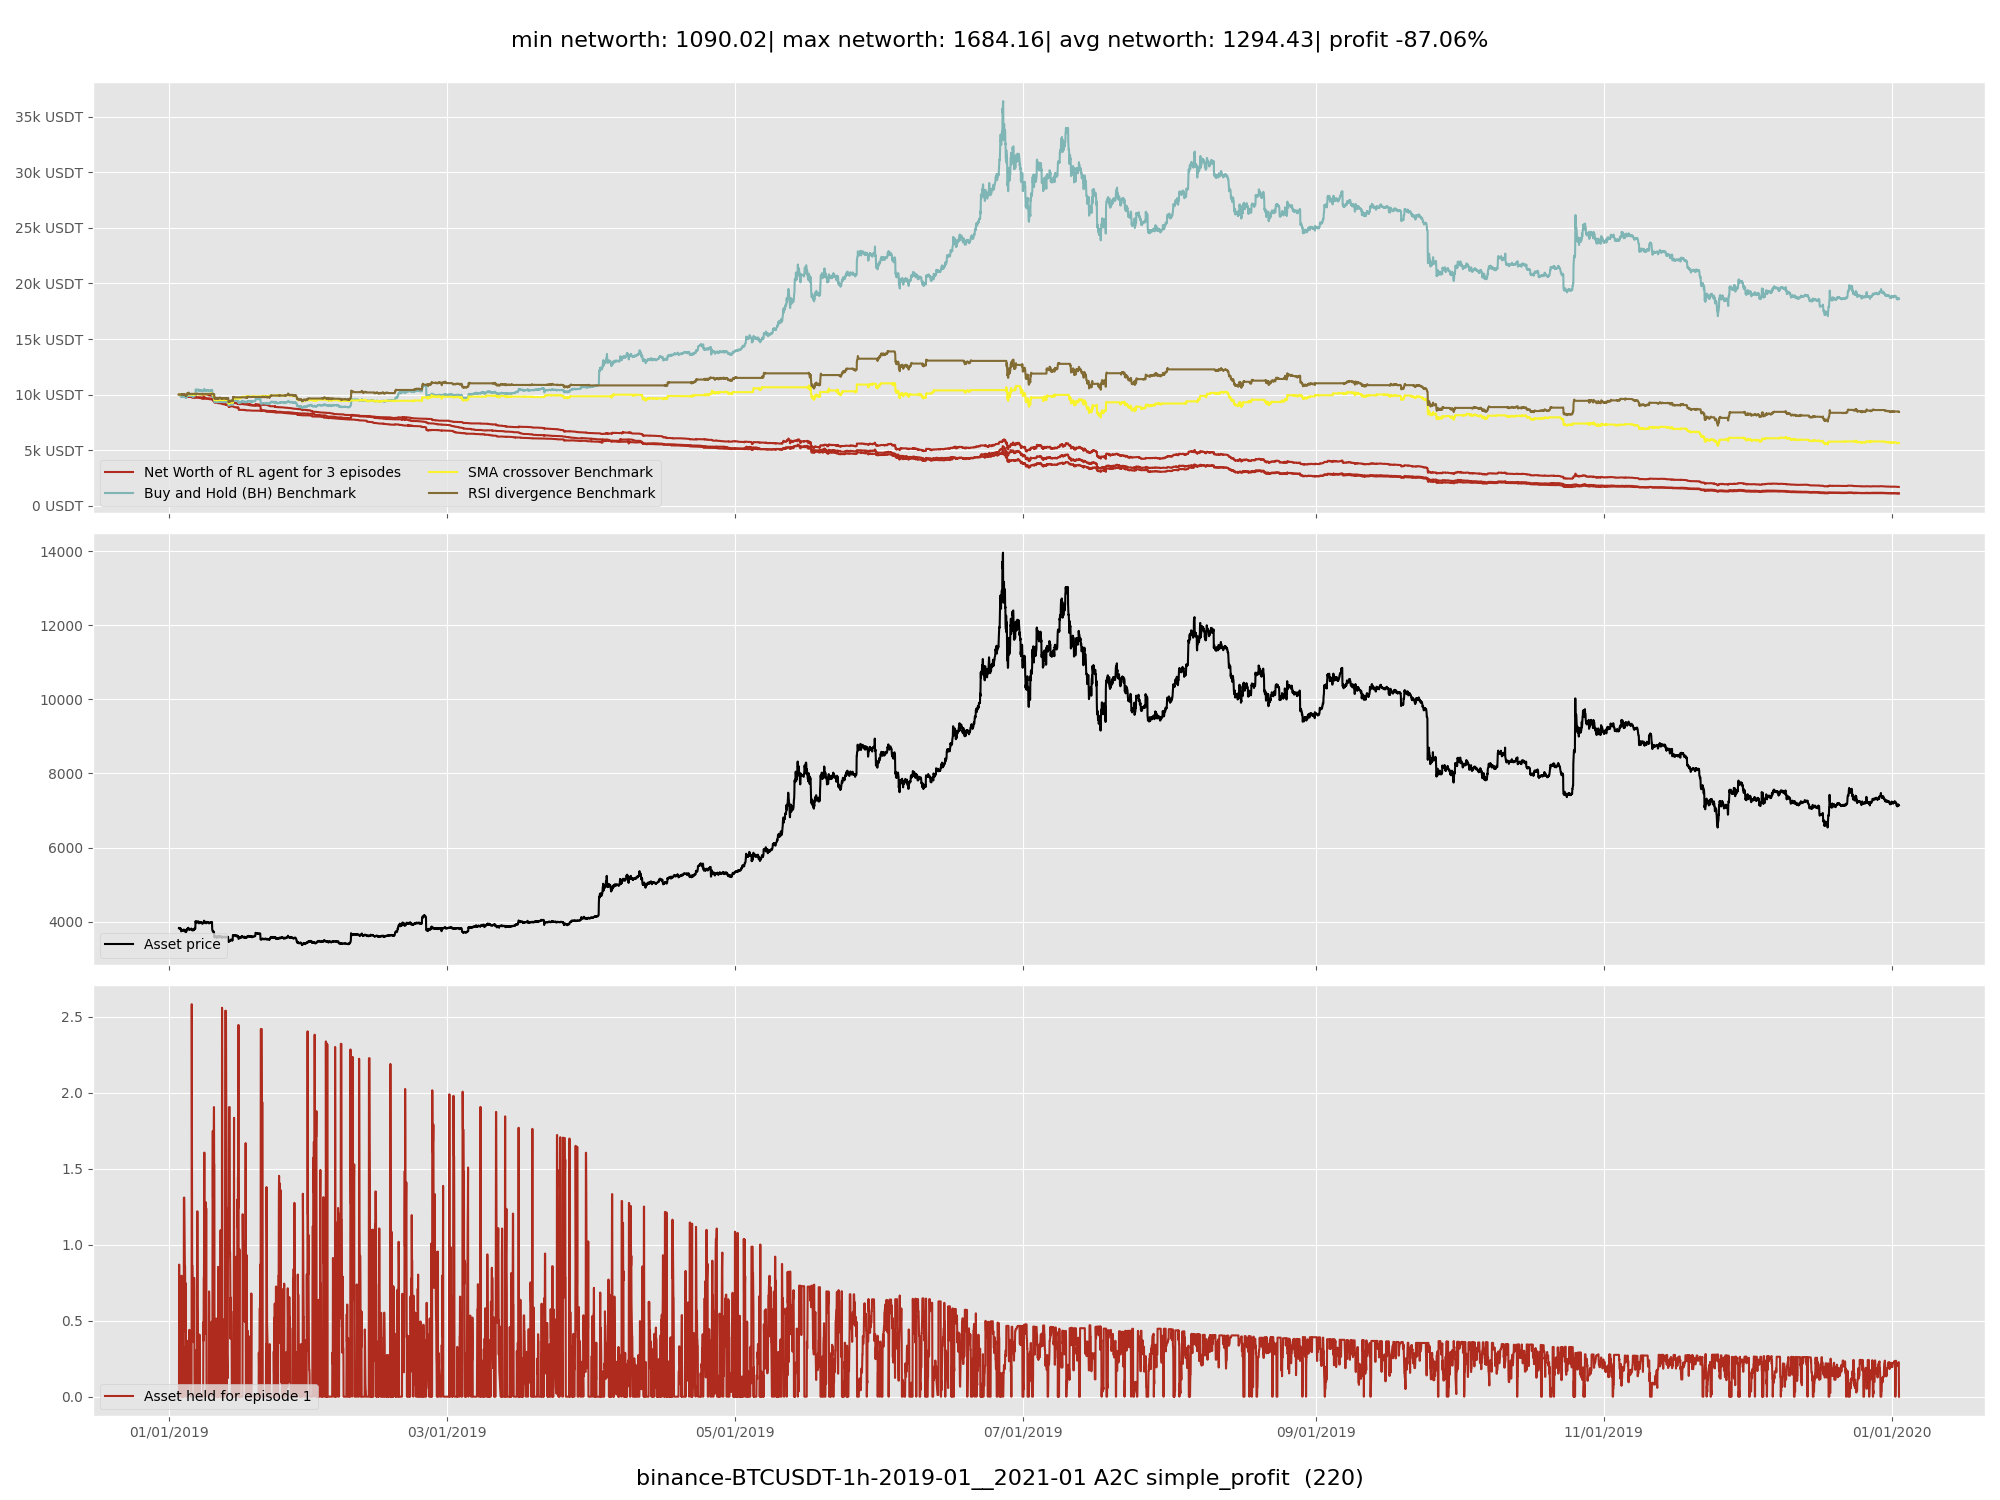 min networth: 1090.02| max networth: 1684.16| avg networth: 1294.43| profit -87.06%
35k USDT
30k USDT
25k USDT
20k USDT
15k USDT
10k USDT
5k USDT
0 USDT
Net Worth of RL agent for 3 episodes
Buy and Hold (BH) Benchmark
SMA crossover Benchmark
RSI divergence Benchmark
14000
12000
10000
8000
6000
4000
Asset price
2.5
2.0
1.5
1.0
0.5
0.0
Asset held for episode 1
01/01/2019 03/01/2019 05/01/2019 07/01/2019 09/01/2019 11/01/2019 01/01/2020
binance-BTCUSDT-1h-2019-01__2021-01 A2C simple_profit (220)